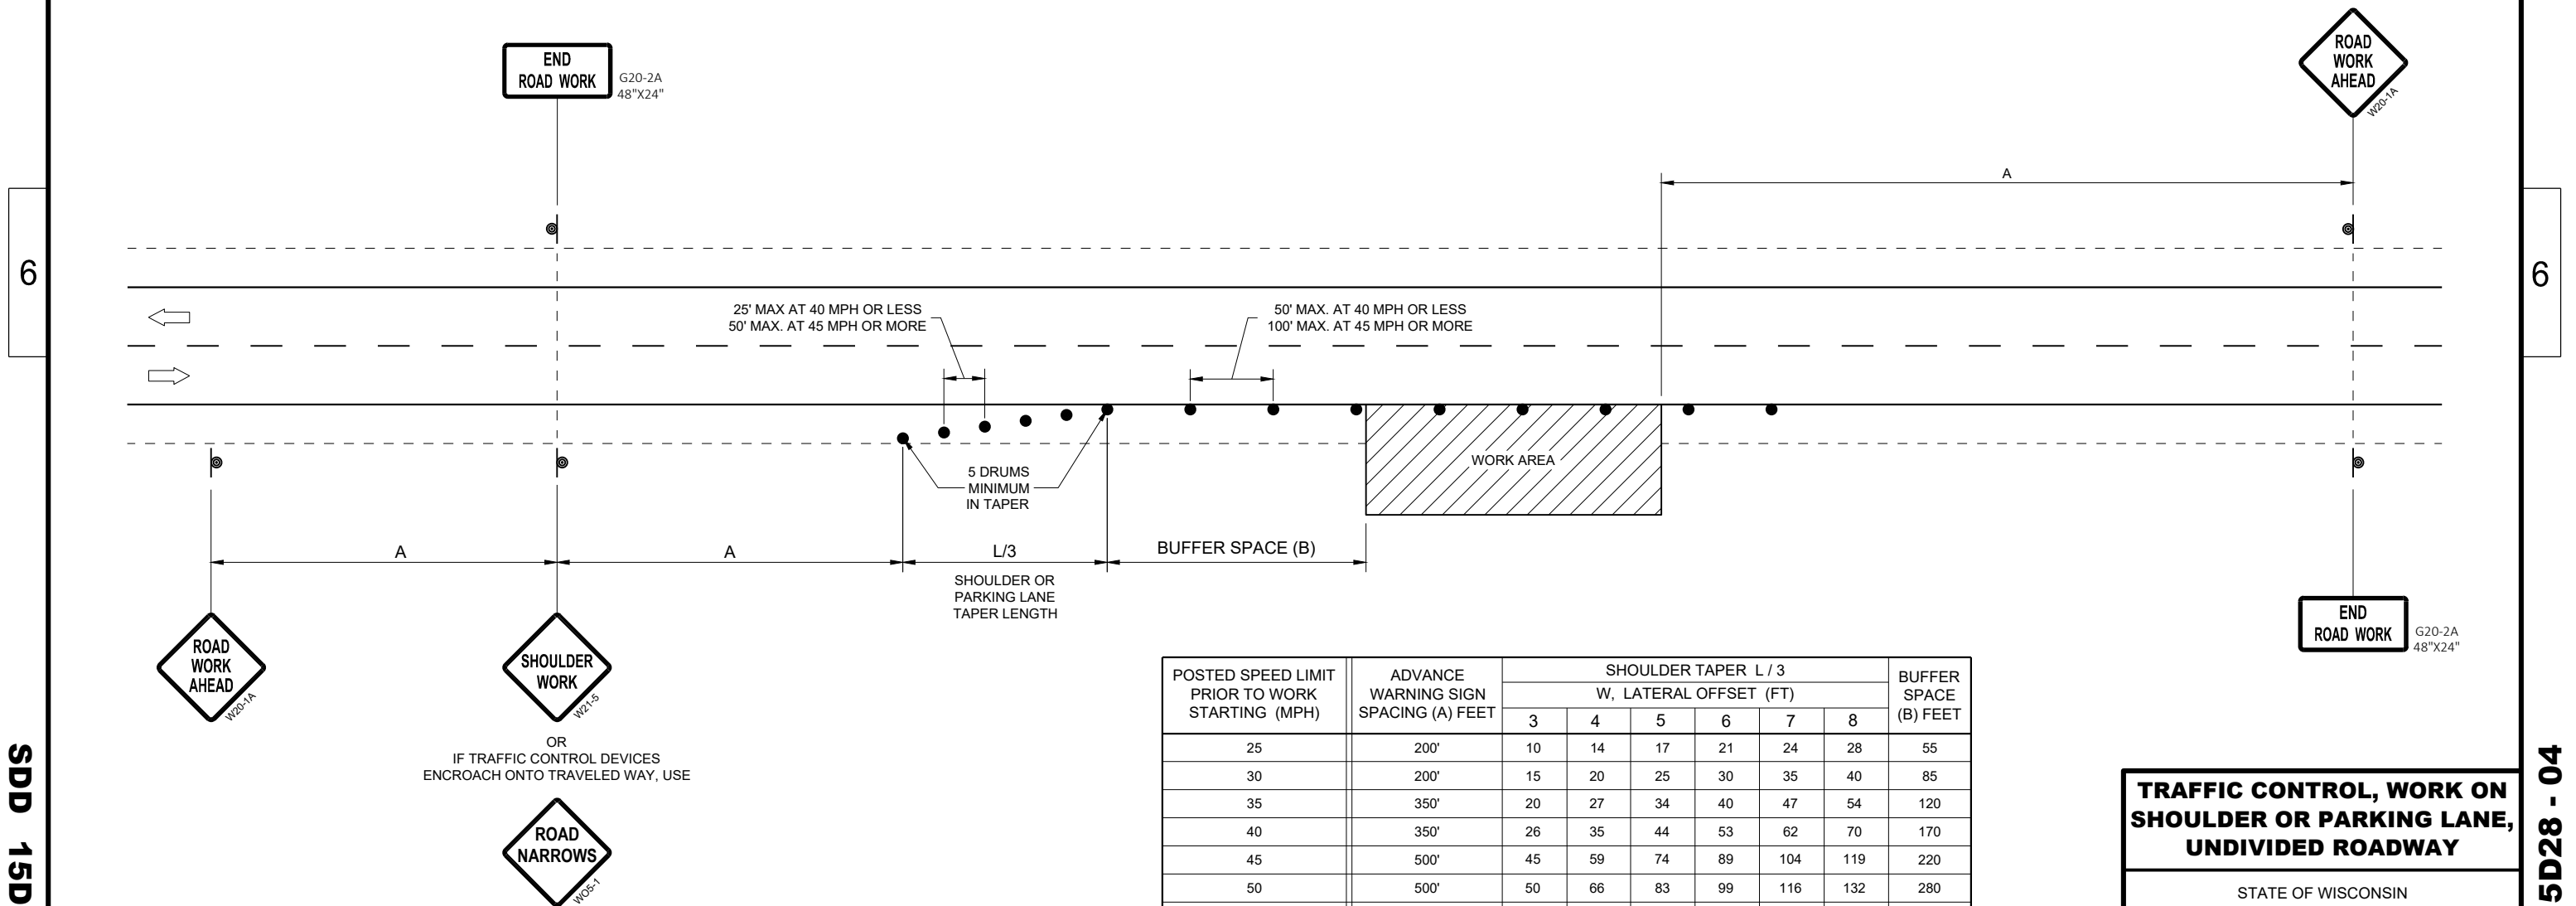 END
ROAD WORK
G20-2A
48"X24"
ROAD
WORK
AHEAD
W20-1A
A
6
6
25' MAX AT 40 MPH OR LESS
50' MAX. AT 45 MPH OR MORE
50' MAX. AT 40 MPH OR LESS
100' MAX. AT 45 MPH OR MORE
5 DRUMS
MINIMUM
IN TAPER
WORK AREA
A
A
L/3
BUFFER SPACE (B)
SHOULDER OR
PARKING LANE
TAPER LENGTH
ROAD
WORK
AHEAD
W20-1A
SHOULDER
WORK
W21-5
OR
IF TRAFFIC CONTROL DEVICES
ENCROACH ONTO TRAVELED WAY, USE
ROAD
NARROWS
WO5-1
END
ROAD WORK
G20-2A
48"X24"
POSTED SPEED LIMIT
PRIOR TO WORK
STARTING (MPH)
ADVANCE
WARNING SIGN
SPACING (A) FEET
SHOULDER TAPER L / 3
W, LATERAL OFFSET (FT)
3 4 5 6 7 8
BUFFER
SPACE
(B) FEET
25 200' 10 14 17 21 24 28 55
30 200' 15 20 25 30 35 40 85
35 350' 20 27 34 40 47 54 120
40 350' 26 35 44 53 62 70 170
45 500' 45 59 74 89 104 119 220
50 500' 50 66 83 99 116 132 280
TRAFFIC CONTROL, WORK ON
SHOULDER OR PARKING LANE,
UNDIVIDED ROADWAY
STATE OF WISCONSIN
SDD 15D
5D28 - 04